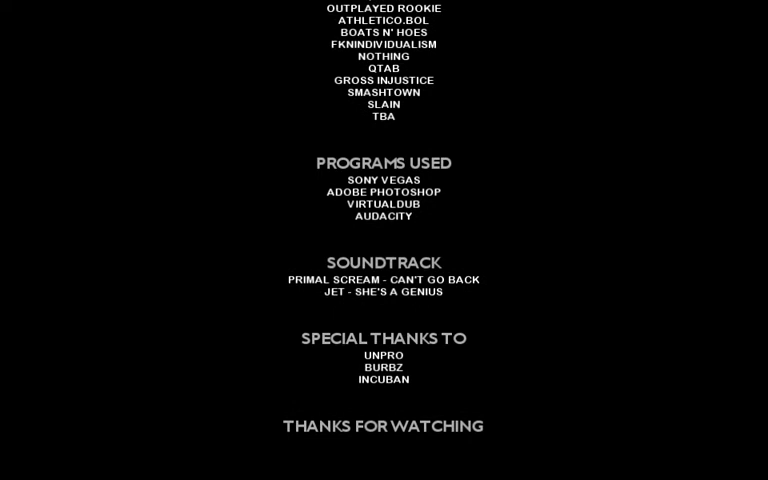 OUTPLAYED ROOKIE
ATHLETICO.BOL
BOATS N' HOES
FKNINDIVIDUALISM
NOTHING
QTAB
GROSS INJUSTICE
SMASHTOWN
SLAIN
TBA
PROGRAMS USED
SONY VEGAS
ADOBE PHOTOSHOP
VIRTUALDUB
AUDACITY
SOUNDTRACK
PRIMAL SCREAM - CAN'T GO BACK
JET - SHE'S A GENIUS
SPECIAL THANKS TO
UNPRO
BURBZ
INCUBAN
THANKS FOR WATCHING